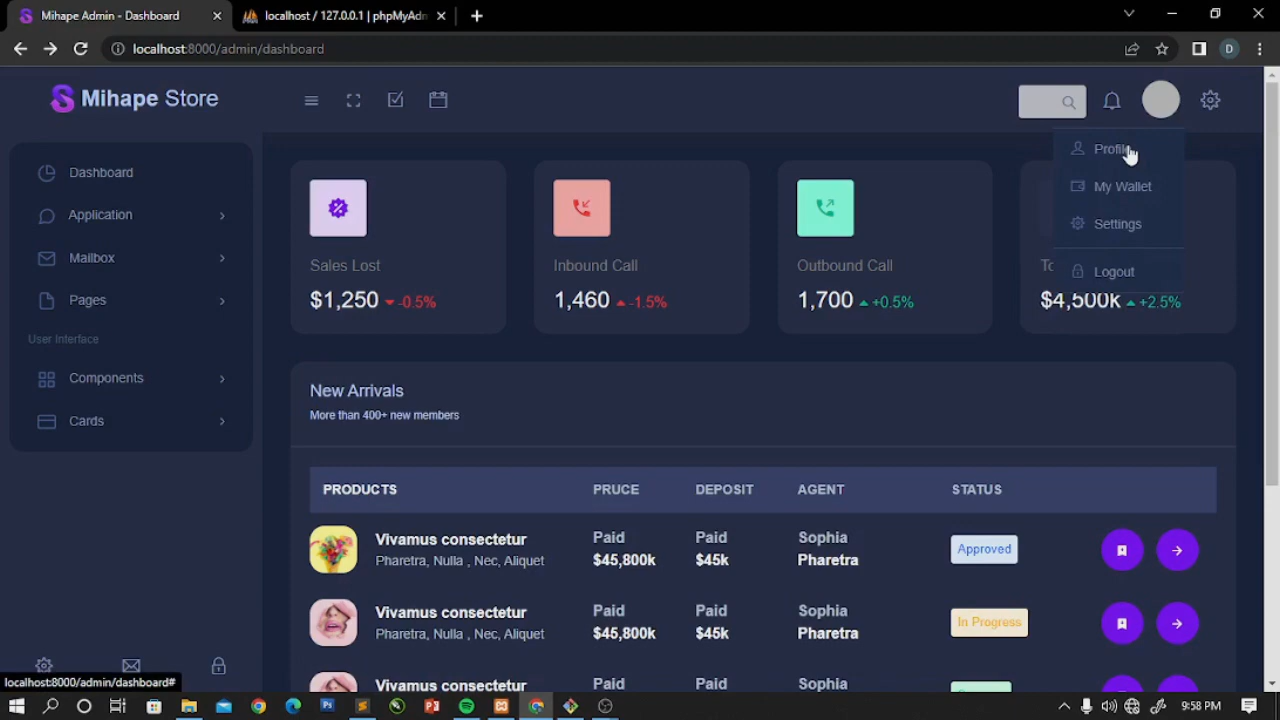 Mihape Admin - Dashboard
localhost / 127.0.0.1 | phpMyAdm
localhost:8000/admin/dashboard
D
Mihape Store
Profile
My Wallet
Settings
Logout
Dashboard
Application
Mailbox
Pages
User Interface
Components
Cards
Sales Lost
$1,250 -0.5%
Inbound Call
1,460 -1.5%
Outbound Call
1,700 +0.5%
To
$4,500k +2.5%
New Arrivals
More than 400+ new members
PRODUCTS PRUCE DEPOSIT AGENT STATUS
Vivamus consectetur Paid Paid Sophia
Approved
Pharetra, Nulla , Nec, Aliquet $45,800k $45k Pharetra
Vivamus consectetur Paid Paid Sophia
In Progress
Pharetra, Nulla , Nec, Aliquet $45,800k $45k Pharetra
Vivamus consectetur Paid Paid Sophia
localhost:8000/admin/dashboard#
9:58 PM